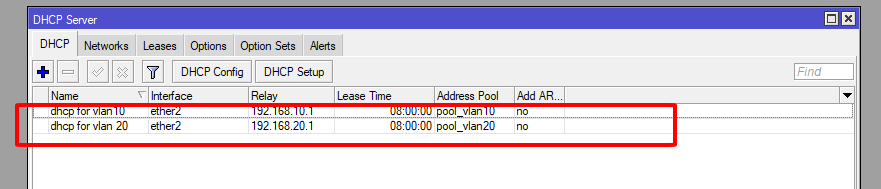 DHCP Server
DHCP Networks Leases Options Option Sets Alerts
DHCP Config DHCP Setup Find
Name Interface Relay Lease Time Address Pool Add AR...
dhcp for vlan10 ether2 192.168.10.1 08:00:00 pool_vlan10 no
dhcp for vlan 20 ether2 192.168.20.1 08:00:00 pool_vlan20 no